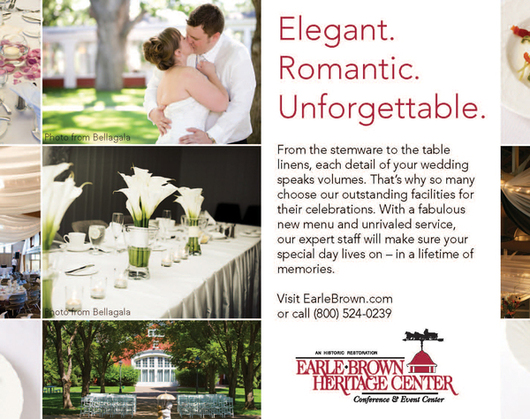 Photo from Bellagala
Photo from Bellagala
Elegant.
Romantic.
Unforgettable.
From the stemware to the table
linens, each detail of your wedding
speaks volumes. That's why so many
choose our outstanding facilities for
their celebrations. With a fabulous
new menu and unrivaled service,
our expert staff will make sure your
special day lives on – in a lifetime of
memories.
Visit EarleBrown.com
or call (800) 524-0239
AN HISTORIC RESTORATION
EARLE·BROWN
HERITAGE CENTER
Conference & Event Center